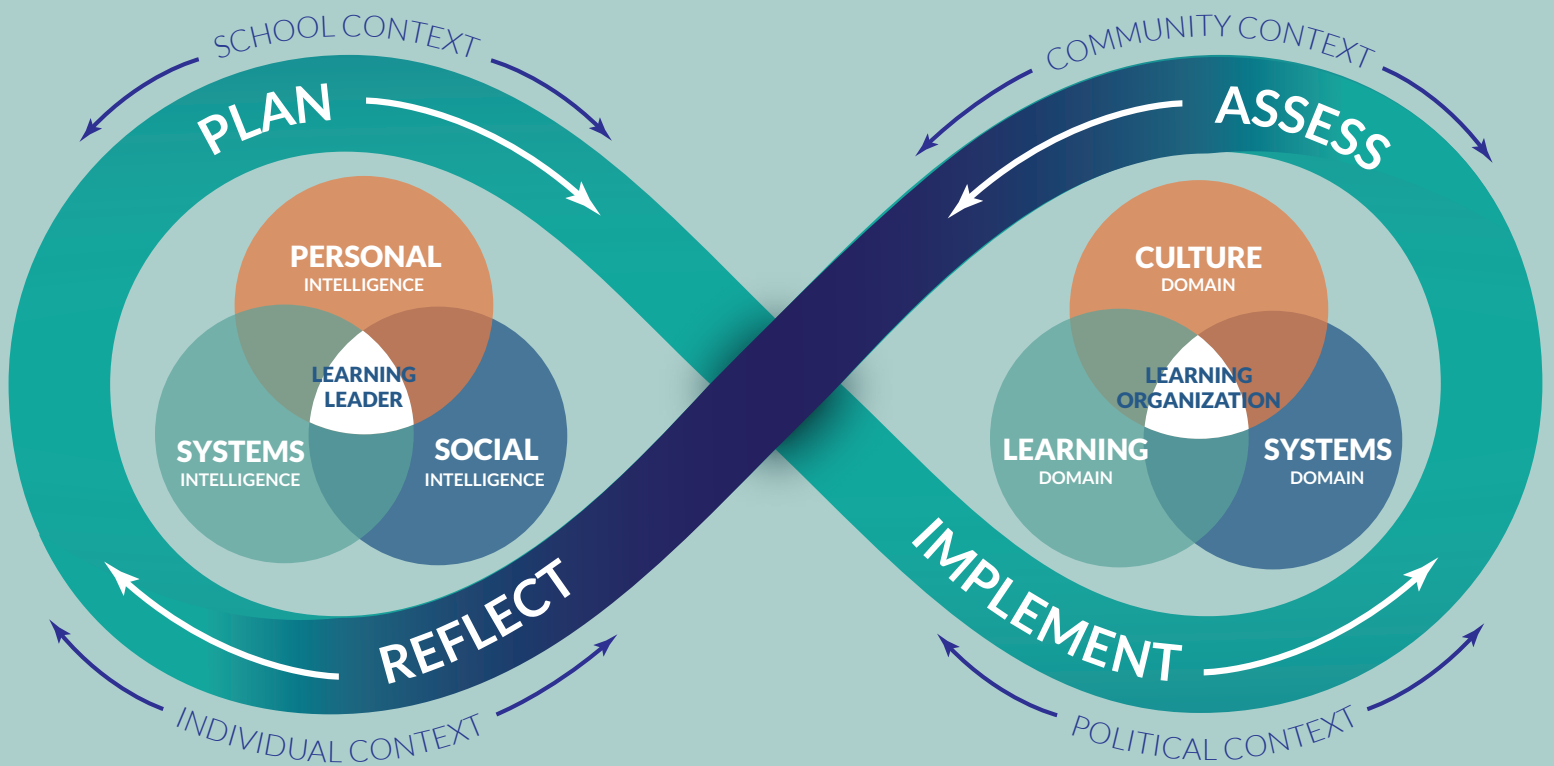 SCHOOL CONTEXT
PLAN
PERSONAL
INTELLIGENCE
LEARNING
LEADER
SYSTEMS
INTELLIGENCE
SOCIAL
INTELLIGENCE
REFLECT
INDIVIDUAL CONTEXT
COMMUNITY CONTEXT
ASSESS
CULTURE
DOMAIN
LEARNING
ORGANIZATION
LEARNING
DOMAIN
SYSTEMS
DOMAIN
IMPLEMENT
POLITICAL CONTEXT